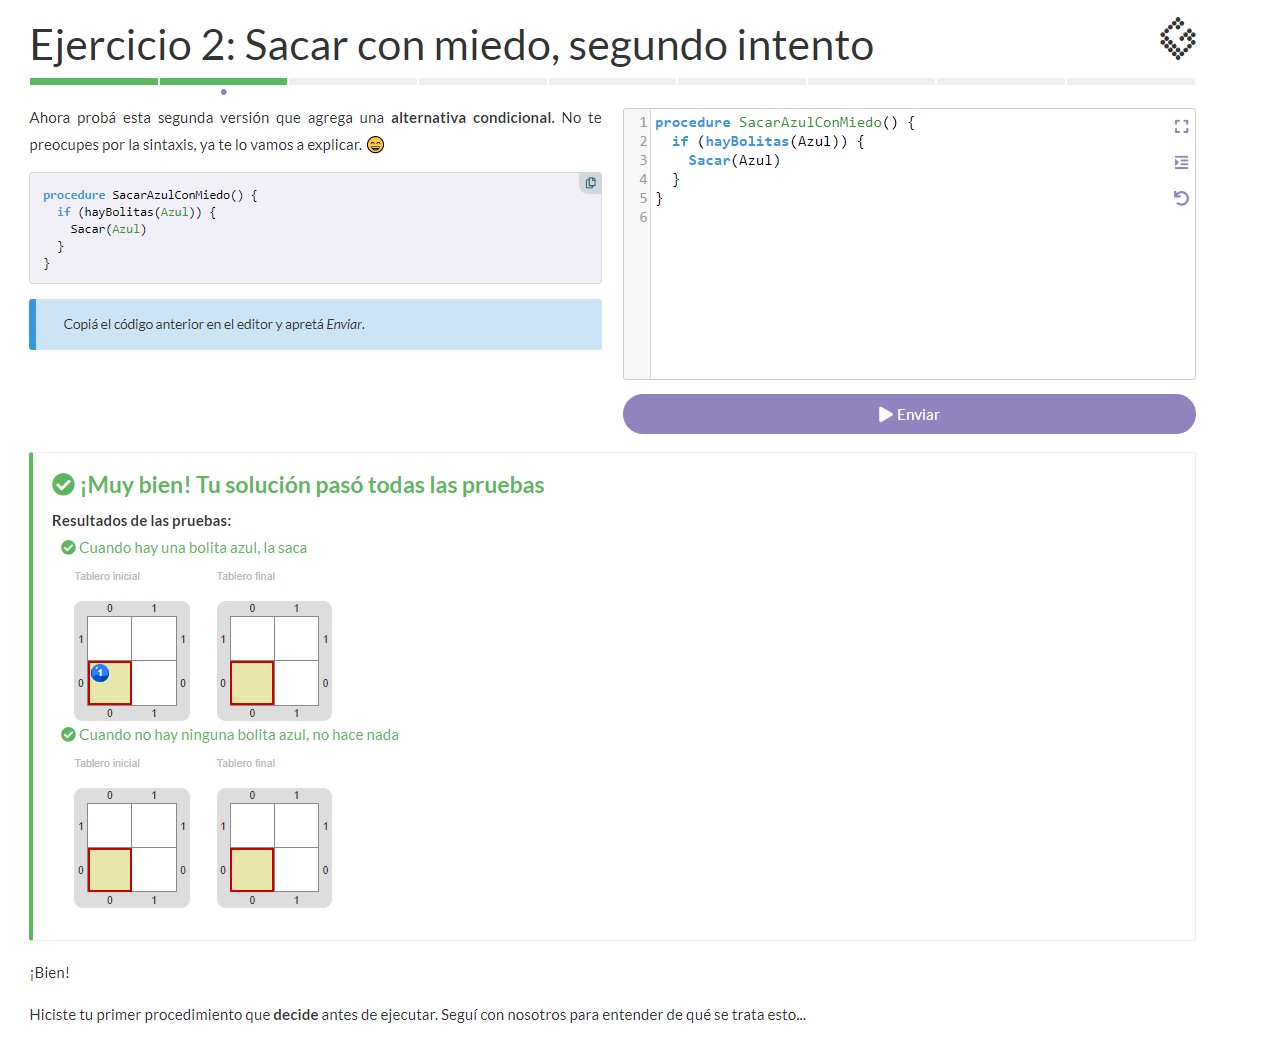 Ejercicio 2: Sacar con miedo, segundo intento
Ahora probá esta segunda versión que agrega una alternativa condicional. No te
preocupes por la sintaxis, ya te lo vamos a explicar. 😄
procedure SacarAzulConMiedo() {
  if (hayBolitas(Azul)) {
    Sacar(Azul)
  }
}
Copiá el código anterior en el editor y apretá Enviar.
1 procedure SacarAzulConMiedo() {
2   if (hayBolitas(Azul)) {
3     Sacar(Azul)
4   }
5 }
6
Enviar
¡Muy bien! Tu solución pasó todas las pruebas
Resultados de las pruebas:
Cuando hay una bolita azul, la saca
Tablero inicial Tablero final
0 1 0 1
1 1 1 1
0 1 0 0 0
0 1 0 1
Cuando no hay ninguna bolita azul, no hace nada
Tablero inicial Tablero final
0 1 0 1
1 1 1 1
0 0 0 0
0 1 0 1
¡Bien!
Hiciste tu primer procedimiento que decide antes de ejecutar. Seguí con nosotros para entender de qué se trata esto...